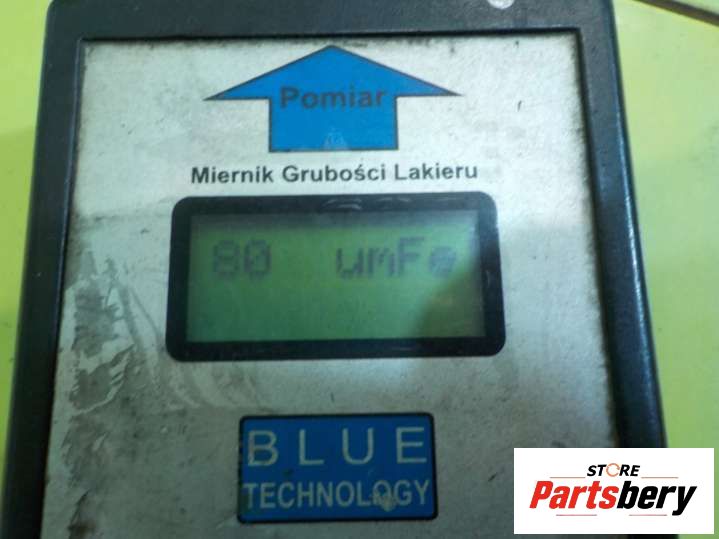 Pomiar
Miernik Grubości Lakieru
80 umFe
BLUE
TECHNOLOGY
STORE
Partsbery